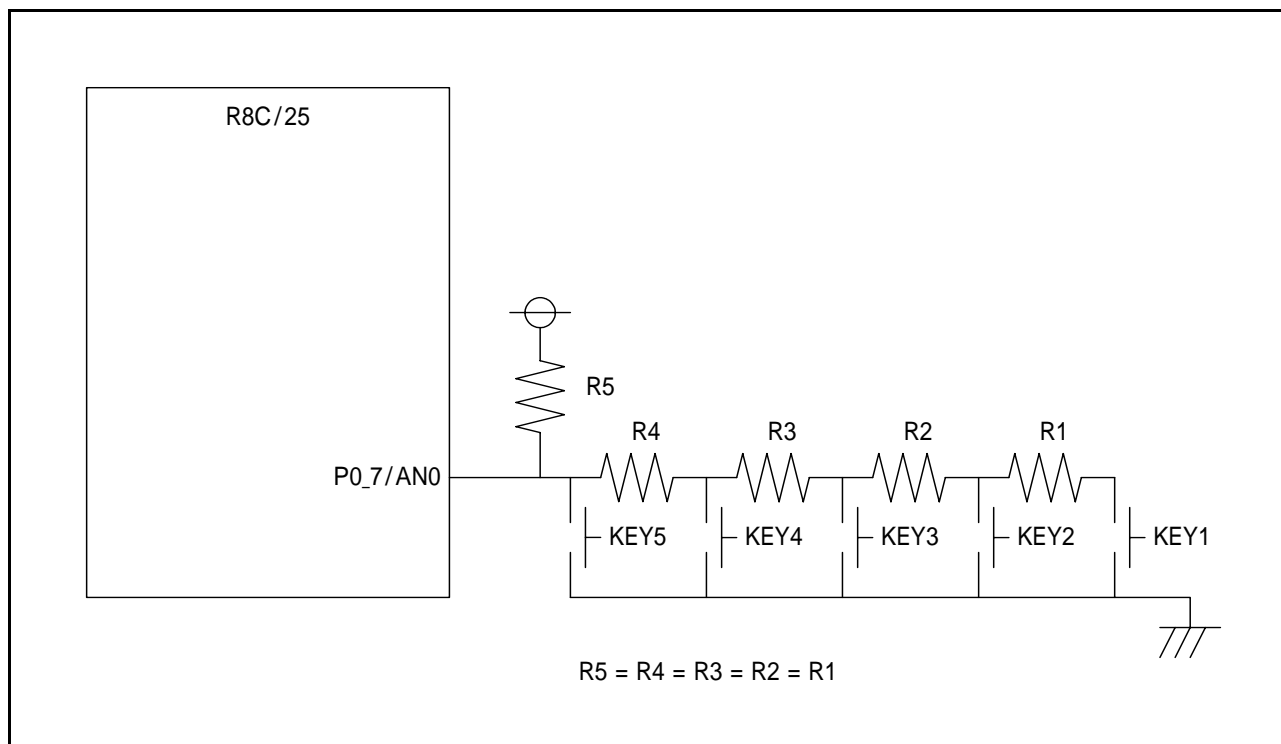 R8C/25
R5
R4
R3
R2
R1
P0_7/AN0
KEY5
KEY4
KEY3
KEY2
KEY1
R5 = R4 = R3 = R2 = R1